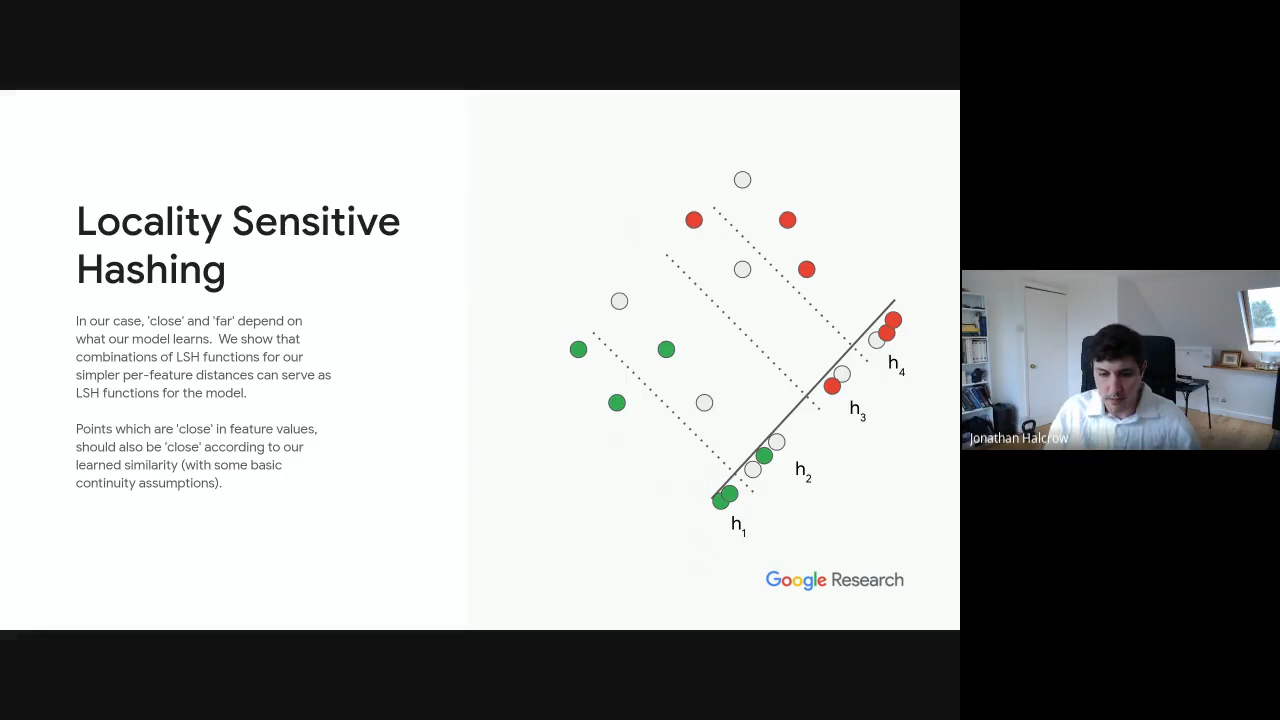 Locality Sensitive
Hashing
In our case, 'close' and 'far' depend on
what our model learns.  We show that
combinations of LSH functions for our
simpler per-feature distances can serve as
LSH functions for the model.
Points which are 'close' in feature values,
should also be 'close' according to our
learned similarity (with some basic
continuity assumptions).
h4
h3
h2
h1
Google Research
Jonathan Halcrow